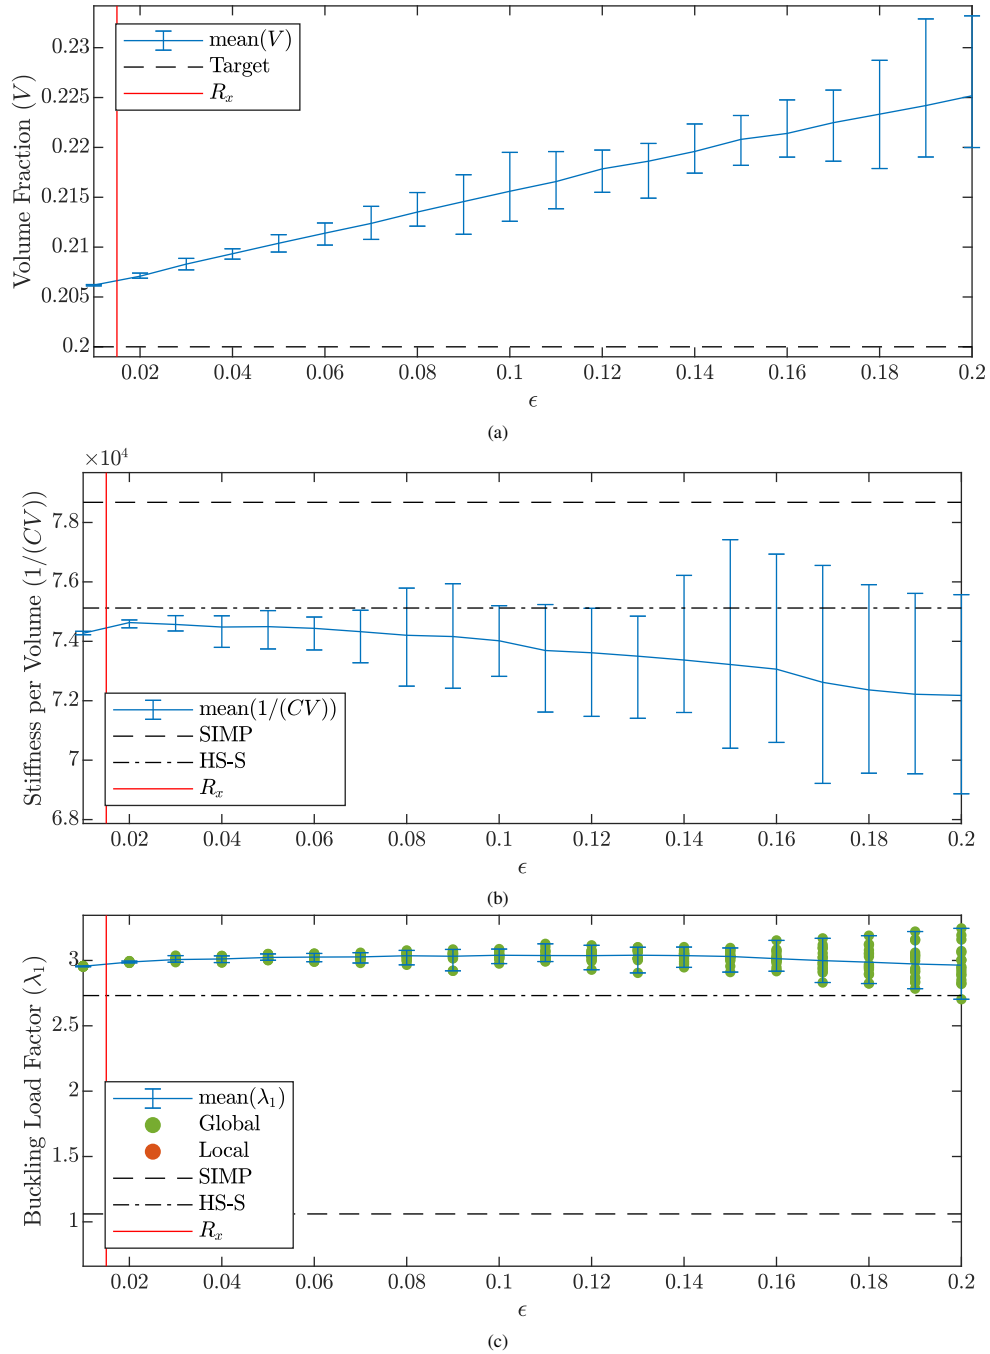 0.23
0.225
0.22
0.215
0.21
0.205
0.2
Volume Fraction (V)
mean(V)
Target
R_x
0.02 0.04 0.06 0.08 0.1 0.12 0.14 0.16 0.18 0.2
ϵ
(a)
×10^4
7.8
7.6
7.4
7.2
7
6.8
Stiffness per Volume (1/(CV))
mean(1/(CV))
SIMP
HS-S
R_x
0.02 0.04 0.06 0.08 0.1 0.12 0.14 0.16 0.18 0.2
ϵ
(b)
3
2.5
2
1.5
1
Buckling Load Factor (λ_1)
mean(λ_1)
Global
Local
SIMP
HS-S
R_x
0.02 0.04 0.06 0.08 0.1 0.12 0.14 0.16 0.18 0.2
ϵ
(c)